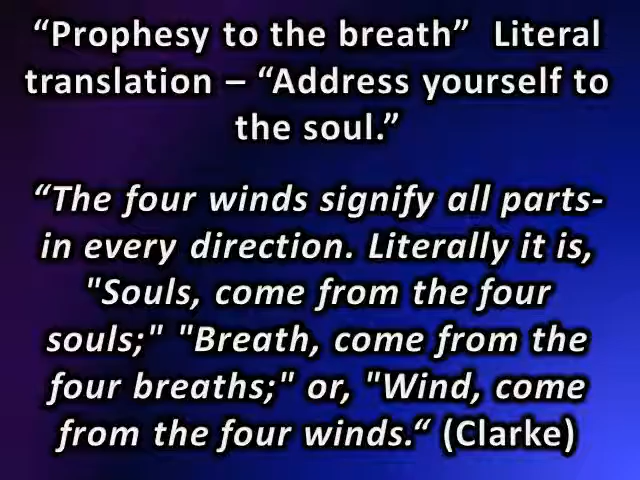 “Prophesy to the breath”  Literal
translation – “Address yourself to
the soul.”
“The four winds signify all parts-
in every direction. Literally it is,
"Souls, come from the four
souls;" "Breath, come from the
four breaths;" or, "Wind, come
from the four winds.“ (Clarke)